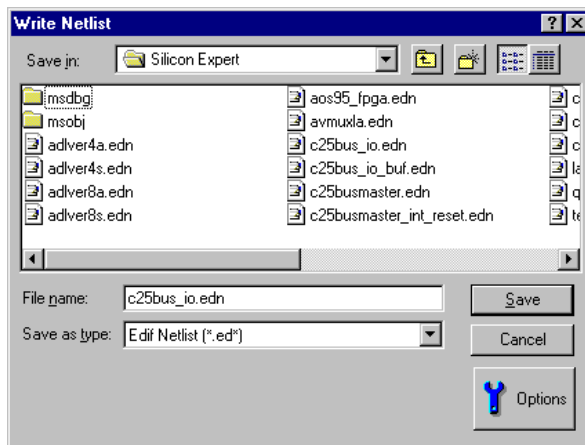 Write Netlist
Save in: Silicon Expert
msdbg
msobj
adlver4a.edn
adlver4s.edn
adlver8a.edn
adlver8s.edn
aos95_fpga.edn
avmuxla.edn
c25bus_io.edn
c25bus_io_buf.edn
c25busmaster.edn
c25busmaster_int_reset.edn
File name: c25bus_io.edn
Save
Save as type: Edif Netlist (*.ed*)
Cancel
Options